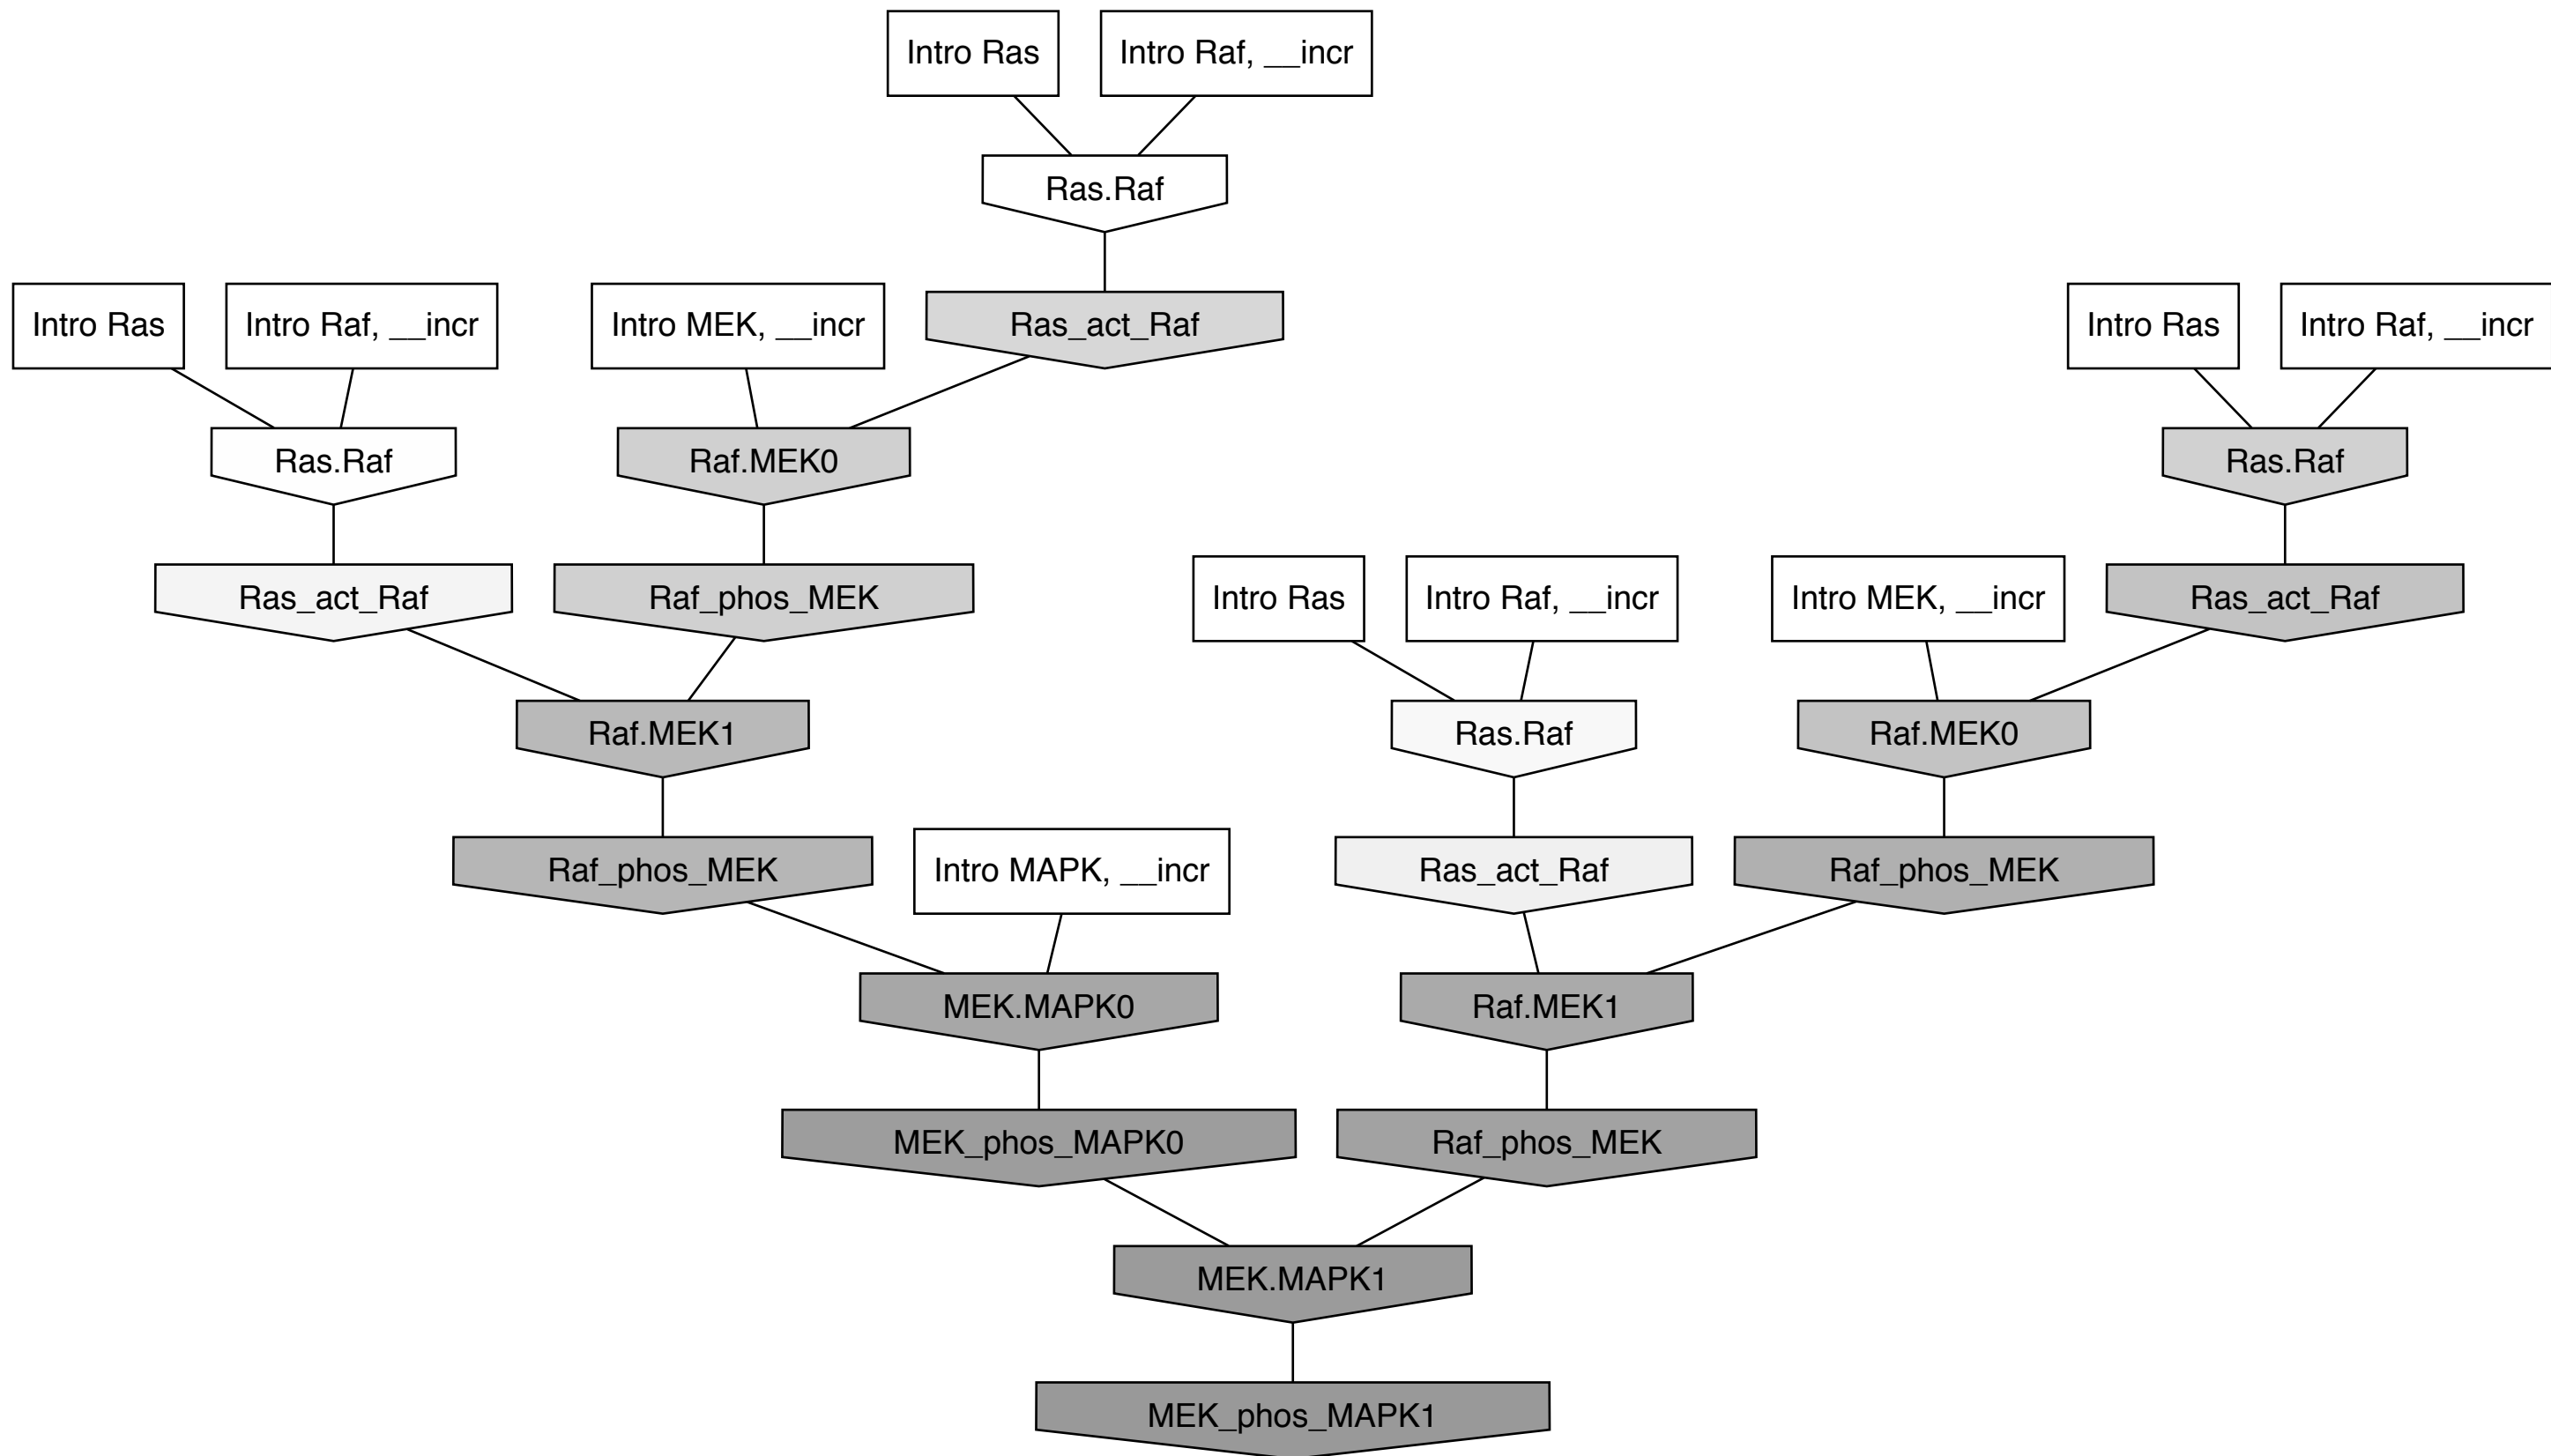 Intro Ras
Intro Raf, __incr
Ras.Raf
Intro Ras
Intro Raf, __incr
Intro MEK, __incr
Ras_act_Raf
Intro Ras
Intro Raf, __incr
Ras.Raf
Raf.MEK0
Ras.Raf
Ras_act_Raf
Raf_phos_MEK
Intro Ras
Intro Raf, __incr
Intro MEK, __incr
Ras_act_Raf
Raf.MEK1
Ras.Raf
Raf.MEK0
Raf_phos_MEK
Intro MAPK, __incr
Ras_act_Raf
Raf_phos_MEK
MEK.MAPK0
Raf.MEK1
MEK_phos_MAPK0
Raf_phos_MEK
MEK.MAPK1
MEK_phos_MAPK1